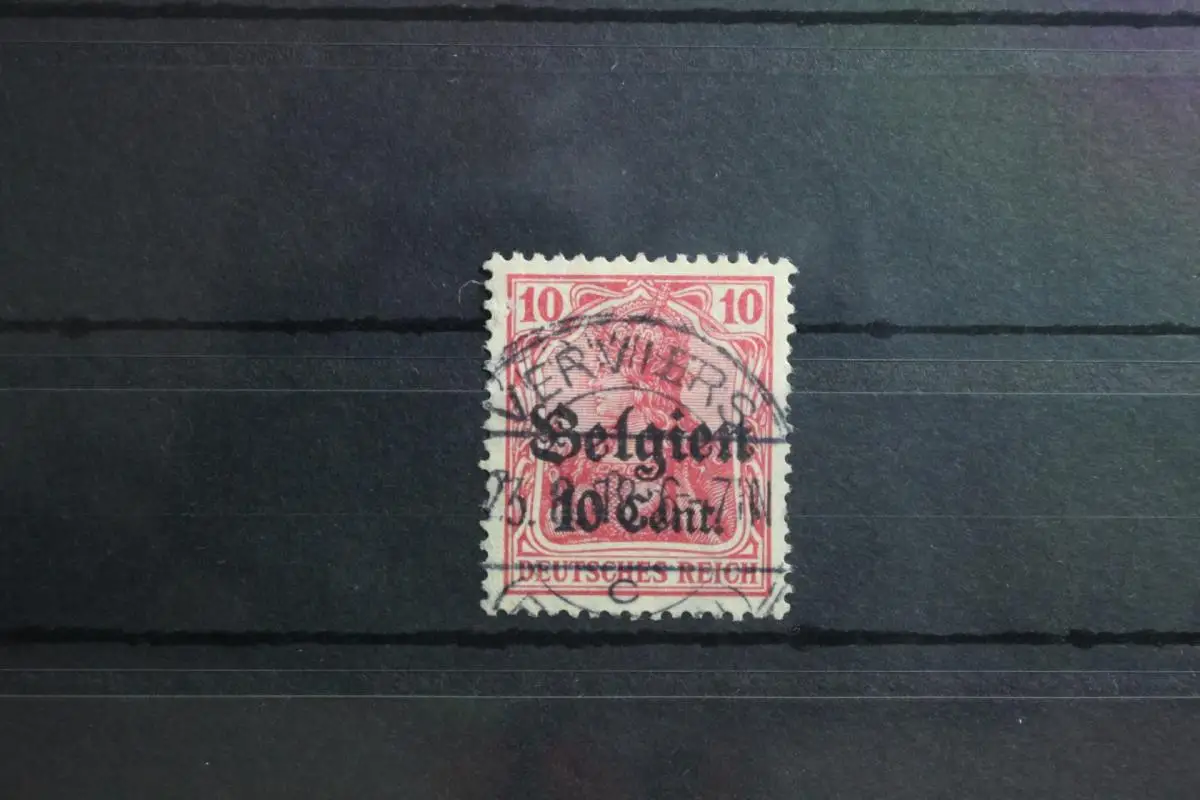 10 10
VERVIERS
Belgien
10 Cent.
DEUTSCHES REICH
C